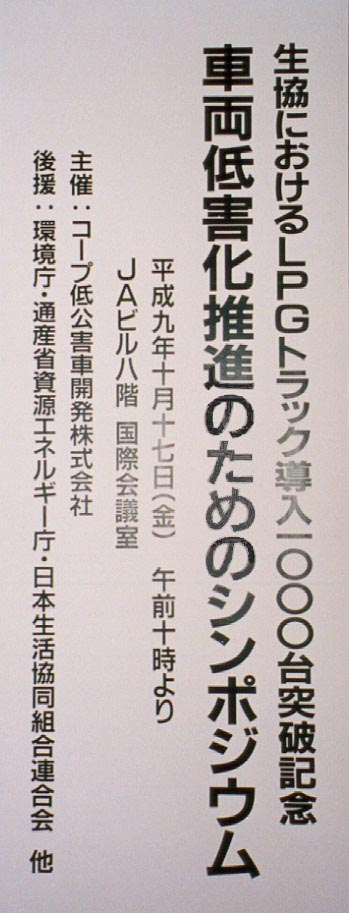 生協におけるLPGトラック導入一〇〇〇台突破記念
車両低害化推進のためのシンポジウム
平成九年十月十七日(金) 午前十時より
JAビル八階 国際会議室
主催:コープ低公害車開発株式会社
後援:環境庁・通産省資源エネルギー庁・日本生活協同組合連合会 他